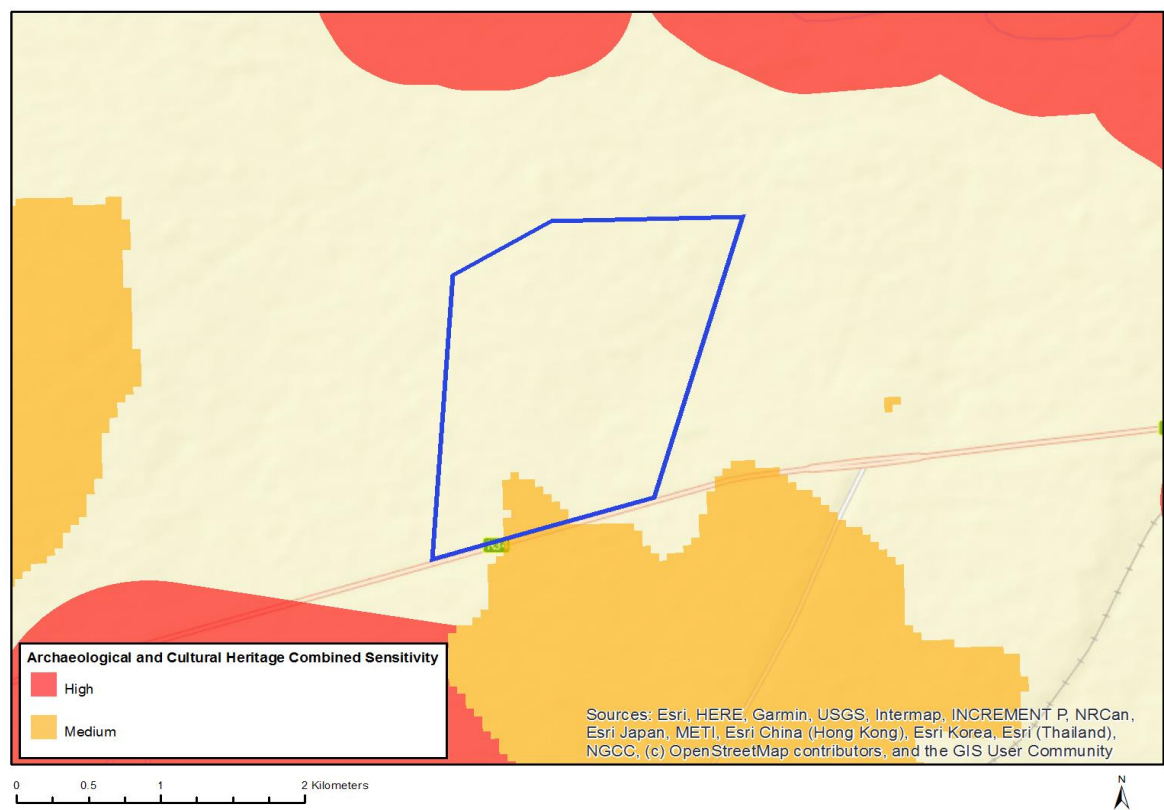 Archaeological and Cultural Heritage Combined Sensitivity
High
Medium
Sources: Esri, HERE, Garmin, USGS, Intermap, INCREMENT P, NRCan,
Esri Japan, METI, Esri China (Hong Kong), Esri Korea, Esri (Thailand),
NGCC, (c) OpenStreetMap contributors, and the GIS User Community
0 0.5 1 2 Kilometers
N